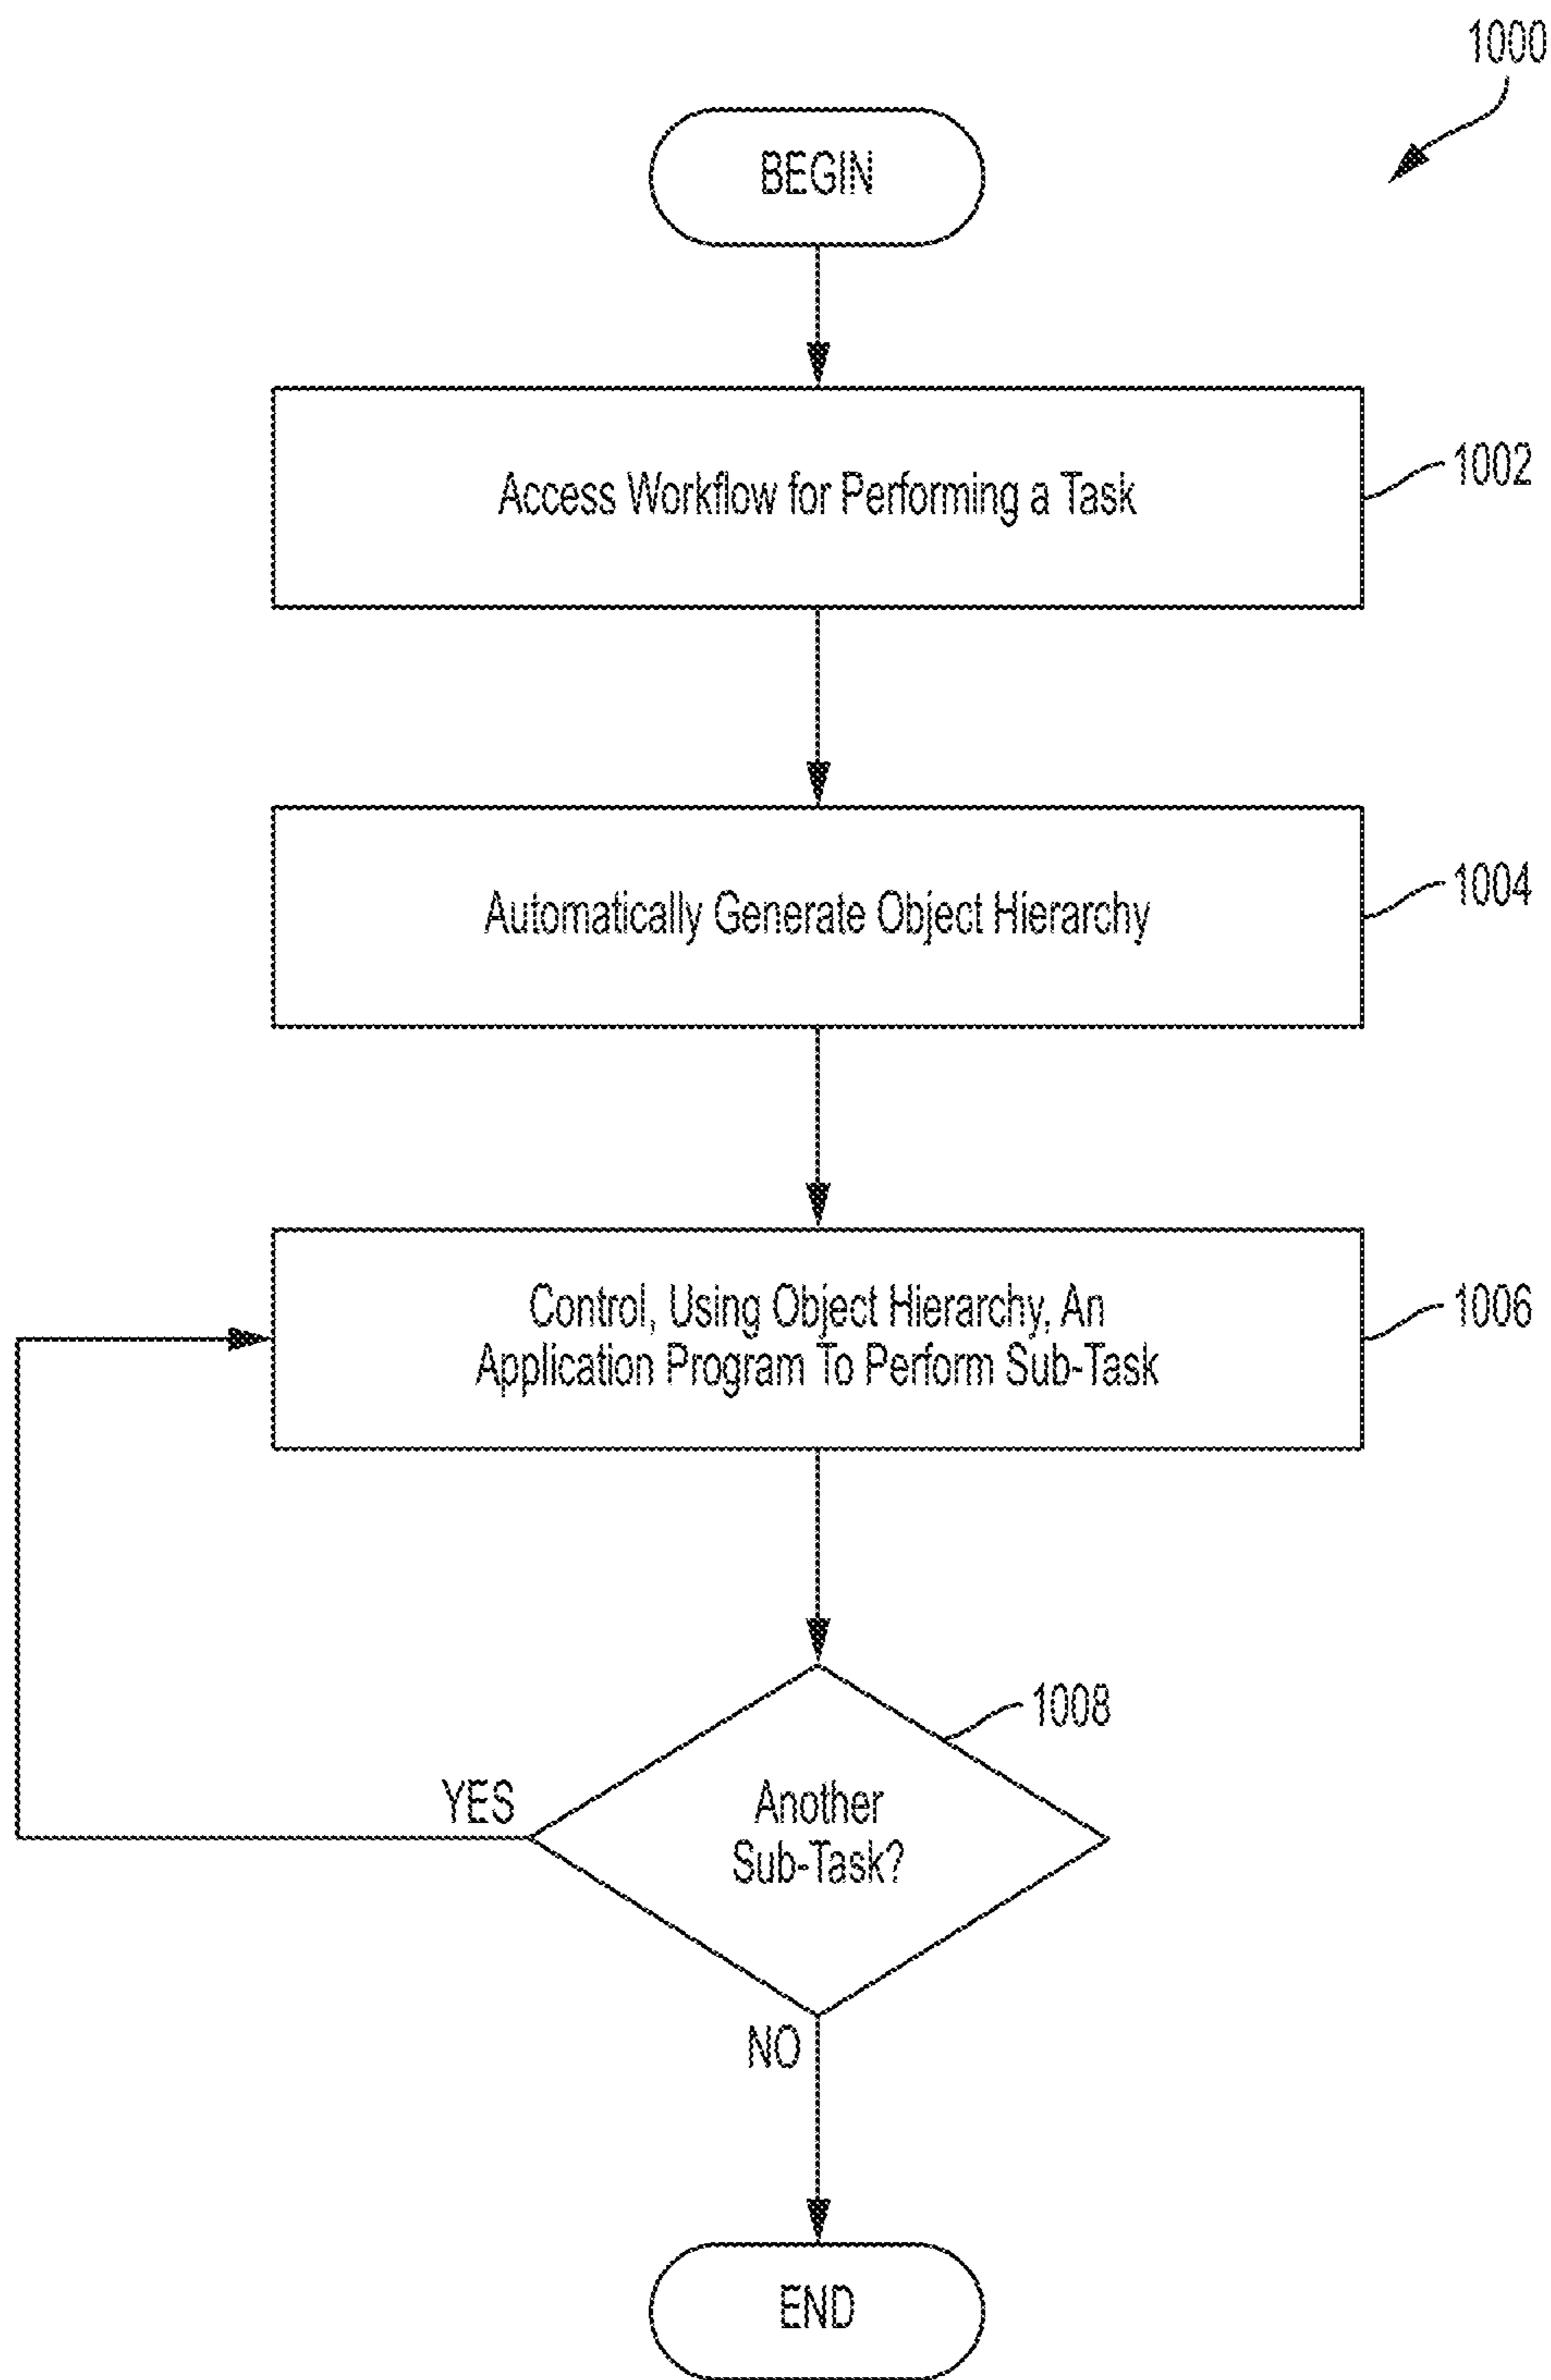 1000
BEGIN
Access Workflow for Performing a Task
1002
Automatically Generate Object Hierarchy
1004
Control, Using Object Hierarchy, An
Application Program To Perform Sub-Task
1006
1008
Another
Sub-Task?
YES
NO
END